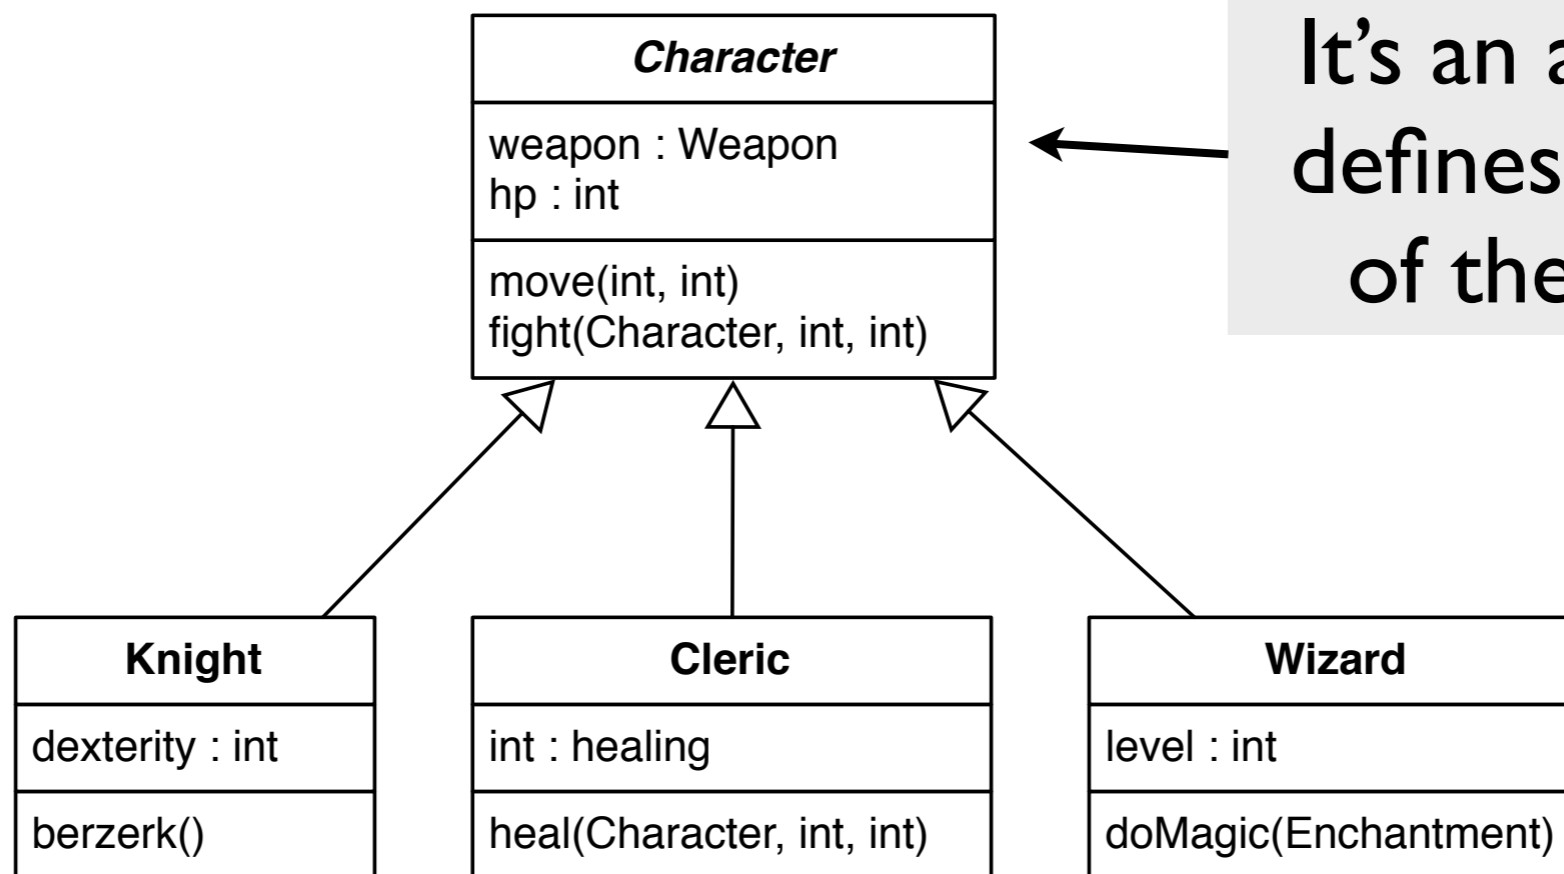 Character
weapon : Weapon
hp : int
move(int, int)
fight(Character, int, int)
It’s an a
defines
of the
Knight
dexterity : int
berzerk()
Cleric
int : healing
heal(Character, int, int)
Wizard
level : int
doMagic(Enchantment)